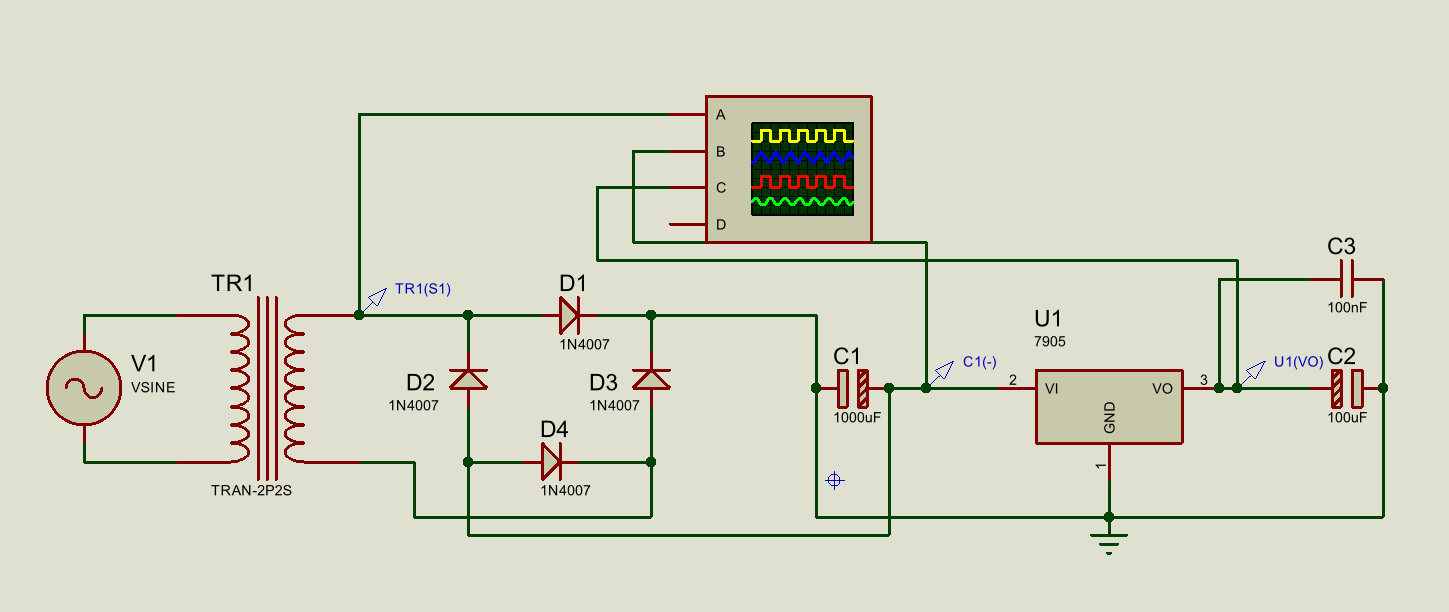 A
B
C
D
C3
100nF
TR1
TR1(S1)
D1
1N4007
U1
7905
V1
VSINE
D2
1N4007
D3
1N4007
C1
1000uF
C1(-)
2
VI
VO
3
GND
1
U1(VO)
C2
100uF
D4
1N4007
TRAN-2P2S